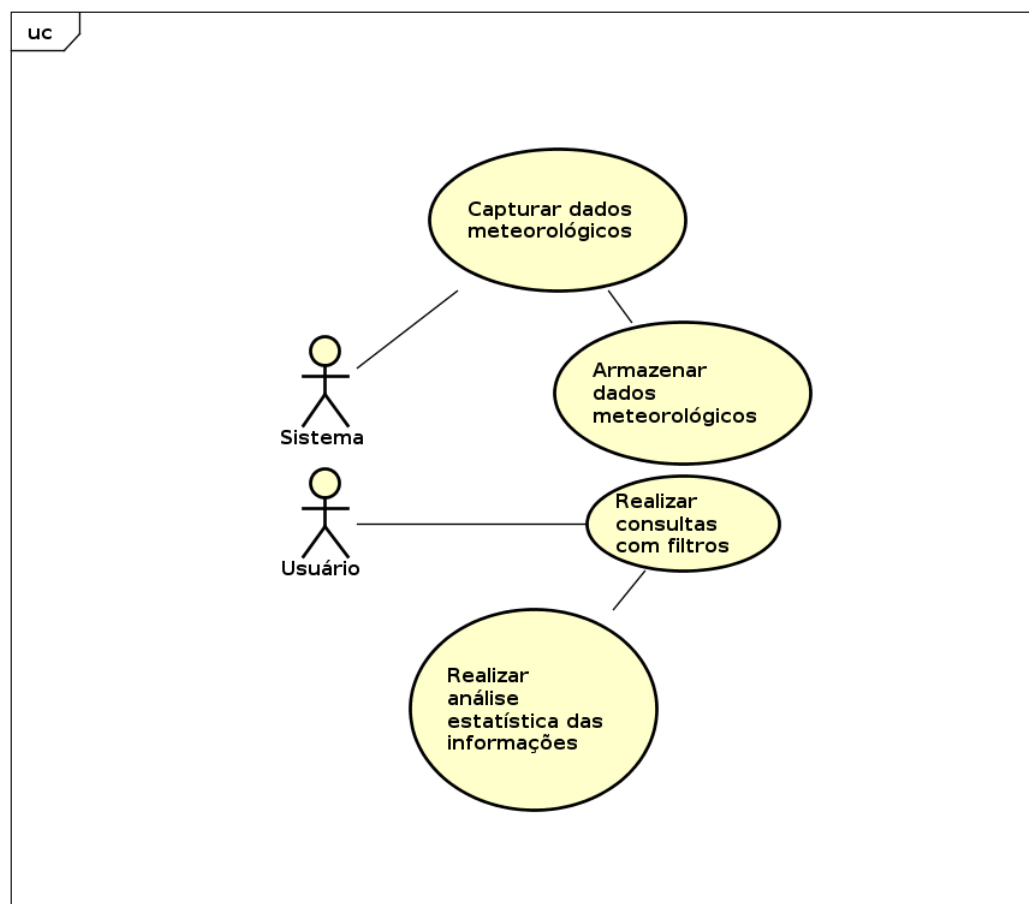 uc
Capturar dados
meteorológicos
Armazenar
dados
meteorológicos
Sistema
Realizar
consultas
com filtros
Usuário
Realizar
análise
estatística das
informações